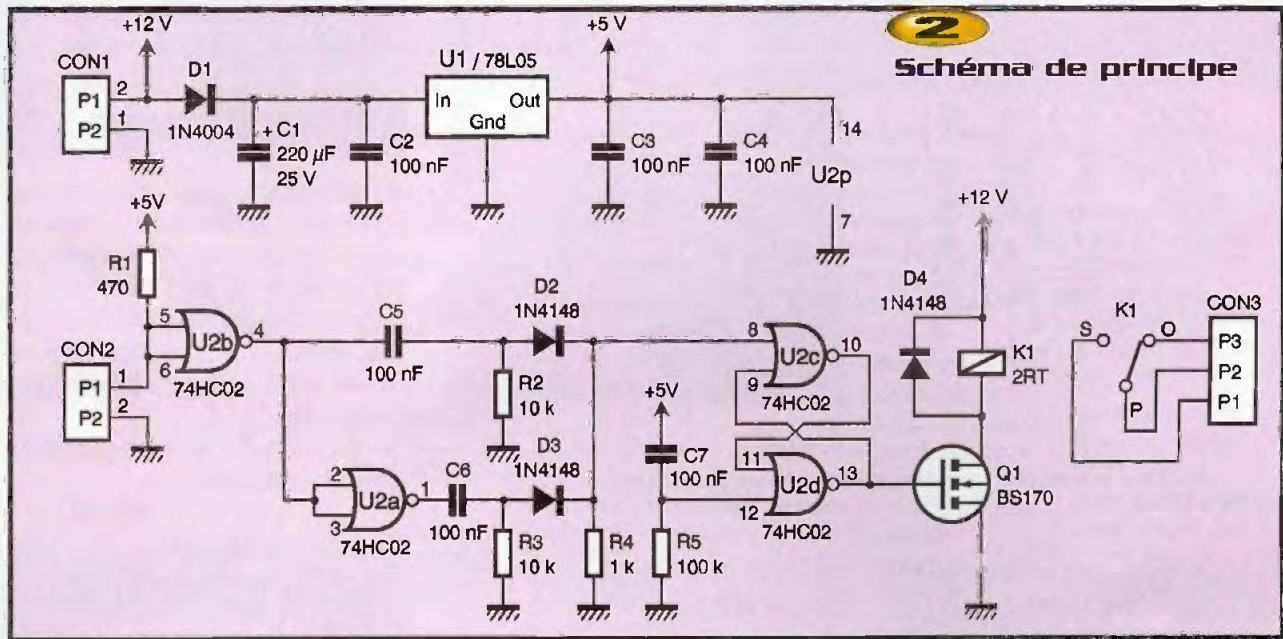 2
Schéma de principe
+12 V
+5 V
CON1
D1
U1 / 78L05
2
P1
1
P2
1N4004
In
Out
Gnd
+ C1
220 µF
25 V
C2
100 nF
C3
100 nF
C4
100 nF
14
U2p
7
+5V
+12 V
R1
470
D2
1N4148
D4
1N4148
CON3
C5
K1
5
4
U2b
6
8
10
U2c
9
S
O
P3
CON2
74HC02
100 nF
K1
2RT
P2
P1
1
R2
10 k
+5V
74HC02
P
P1
P2
2
D3
1N4148
C7
100 nF
11
13
U2d
12
Q1
BS170
2
1
U2a
3
C6
100 nF
74HC02
74HC02
R3
10 k
R4
1 k
R5
100 k